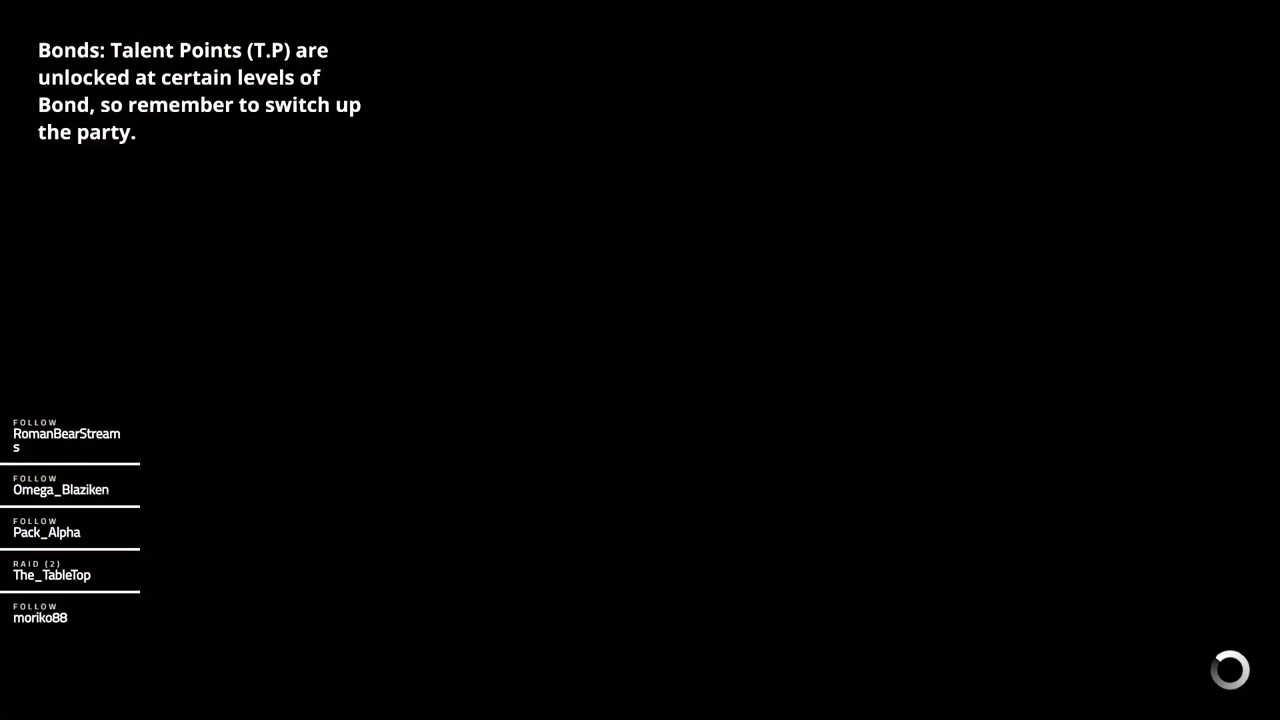 Bonds: Talent Points (T.P) are
unlocked at certain levels of
Bond, so remember to switch up
the party.
FOLLOW
RomanBearStream
s
FOLLOW
Omega_Blaziken
FOLLOW
Pack_Alpha
RAID (2)
The_TableTop
FOLLOW
moriko88